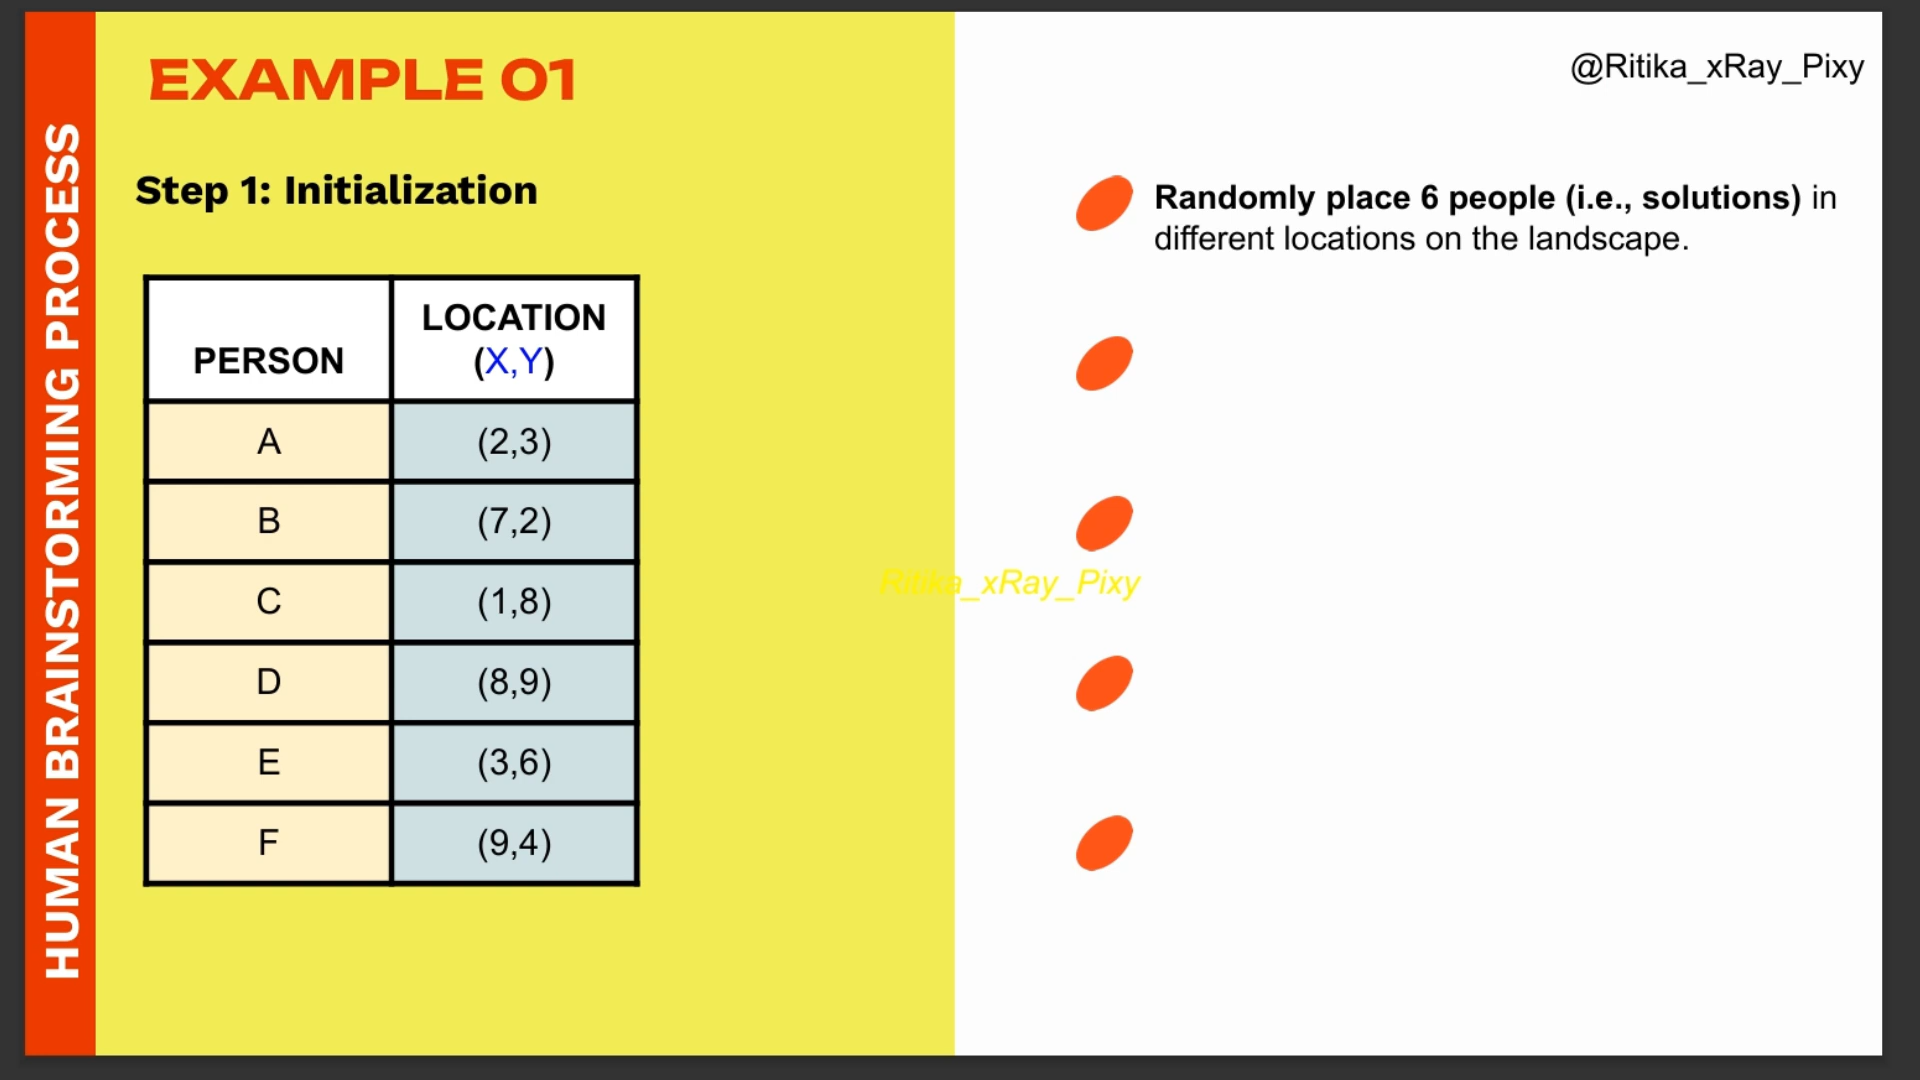 HUMAN BRAINSTORMING PROCESS
EXAMPLE 01
Step 1: Initialization
PERSON
LOCATION
(X,Y)
A
(2,3)
B
(7,2)
C
(1,8)
D
(8,9)
E
(3,6)
F
(9,4)
@Ritika_xRay_Pixy
Randomly place 6 people (i.e., solutions) in
different locations on the landscape.
Ritika_xRay_Pixy